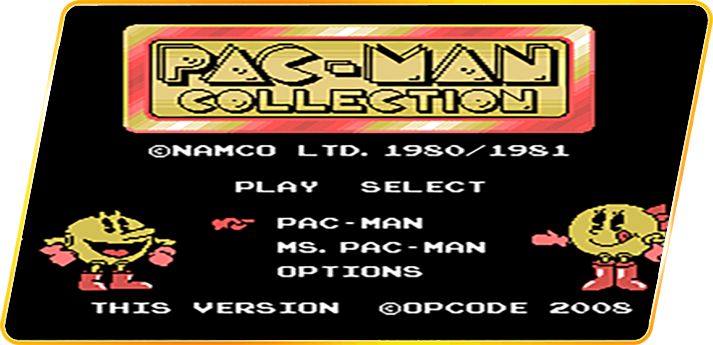 PAC-MAN
COLLECTION
©NAMCO LTD. 1980/1981
PLAY SELECT
PAC-MAN
MS. PAC-MAN
OPTIONS
THIS VERSION ©OPCODE 2008